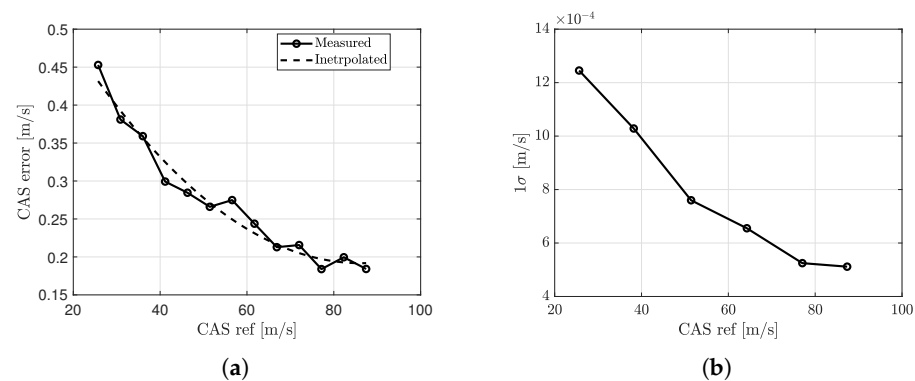 0.5
0.45
0.4
0.35
0.3
0.25
0.2
0.15
20 40 60 80 100
CAS error [m/s]
CAS ref [m/s]
Measured
Inetrpolated
(a)
×10⁻⁴
14
12
10
8
6
4
20 40 60 80 100
1σ [m/s]
CAS ref [m/s]
(b)